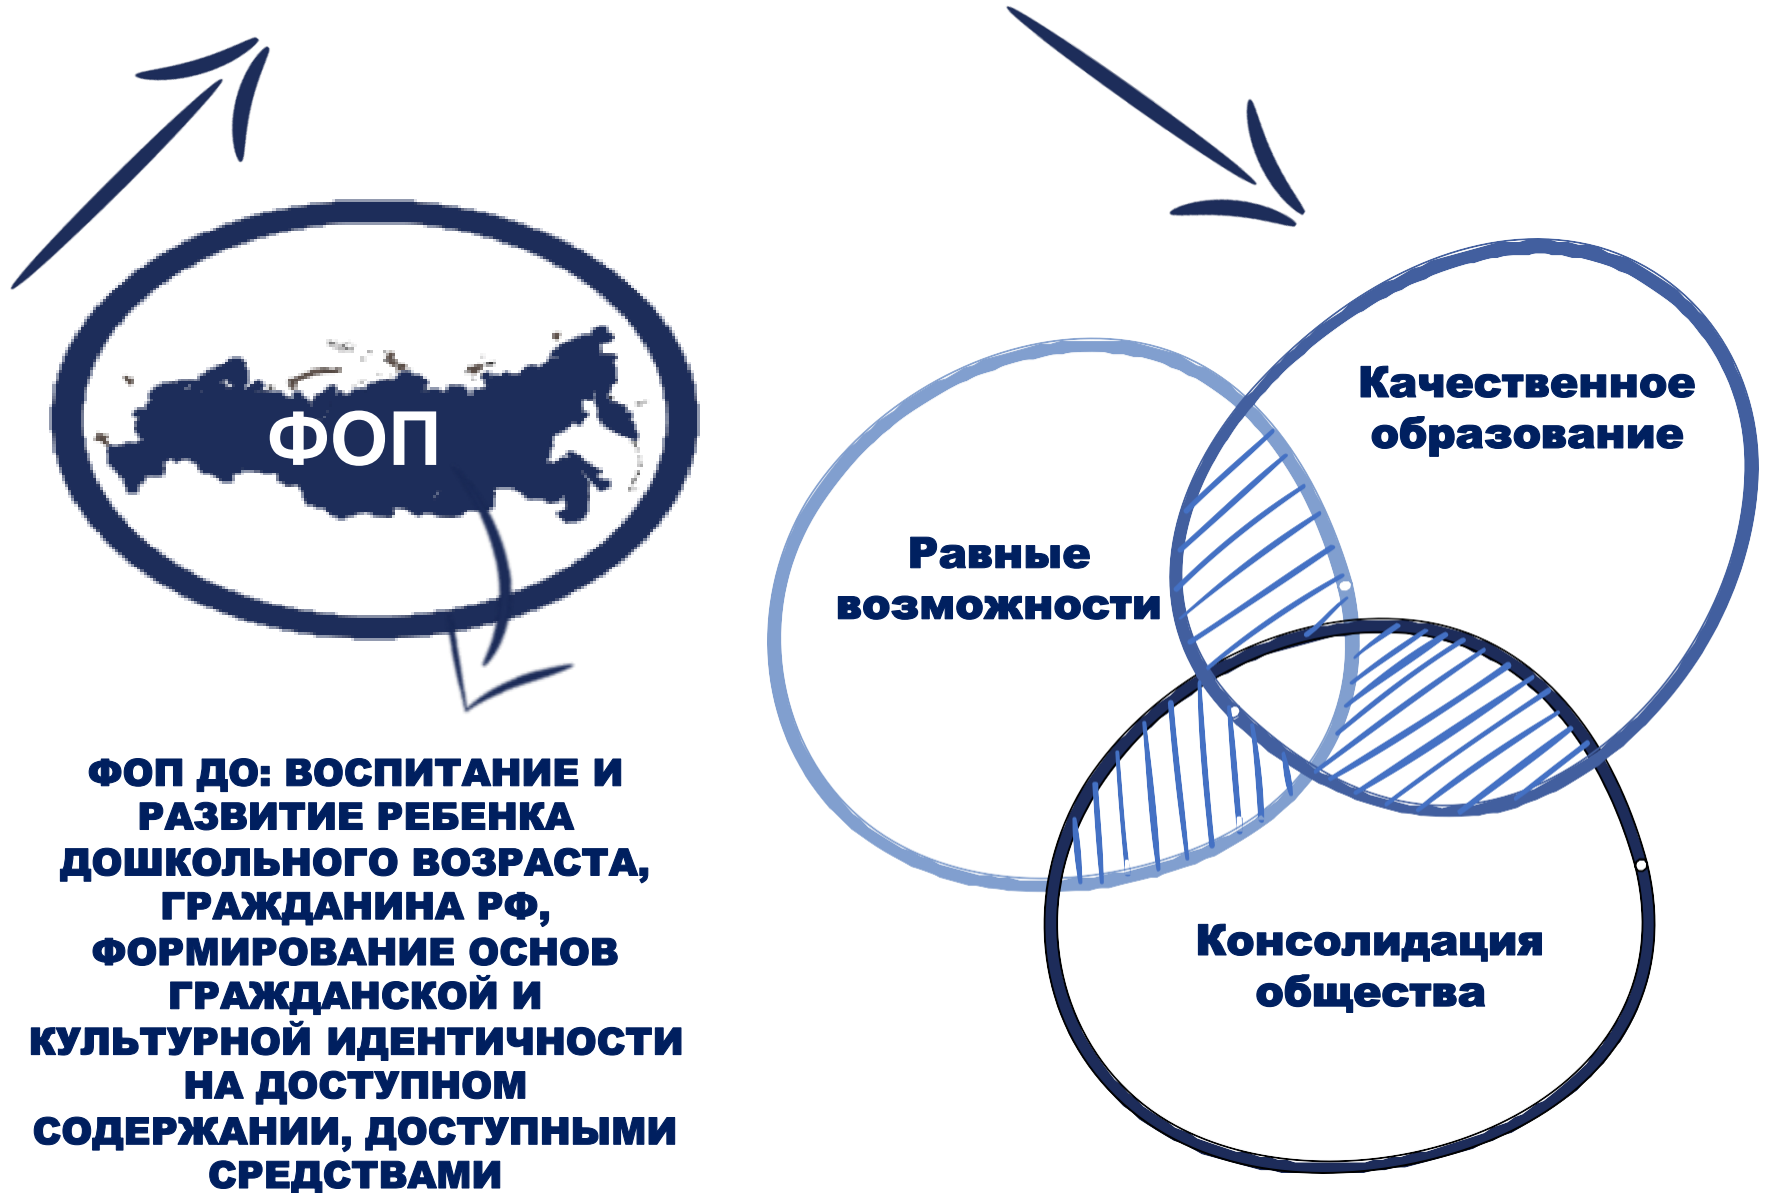 ФОП
ФОП ДО: ВОСПИТАНИЕ И
РАЗВИТИЕ РЕБЕНКА
ДОШКОЛЬНОГО ВОЗРАСТА,
ГРАЖДАНИНА РФ,
ФОРМИРОВАНИЕ ОСНОВ
ГРАЖДАНСКОЙ И
КУЛЬТУРНОЙ ИДЕНТИЧНОСТИ
НА ДОСТУПНОМ
СОДЕРЖАНИИ, ДОСТУПНЫМИ
СРЕДСТВАМИ
Качественное
образование
Равные
возможности
Консолидация
общества